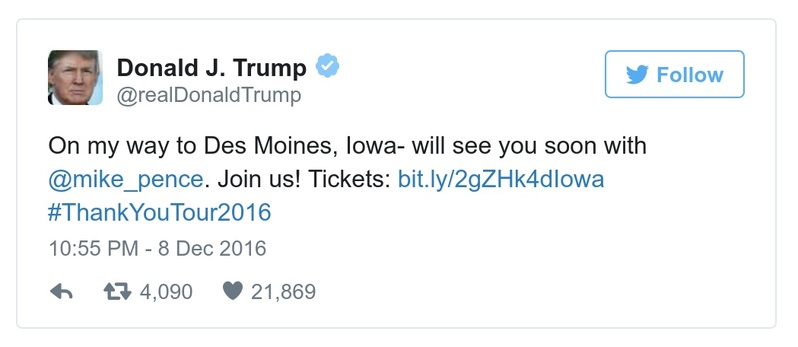 Donald J. Trump
@realDonaldTrump
Follow
On my way to Des Moines, Iowa- will see you soon with
@mike_pence. Join us! Tickets: bit.ly/2gZHk4dIowa
#ThankYouTour2016
10:55 PM - 8 Dec 2016
4,090 21,869